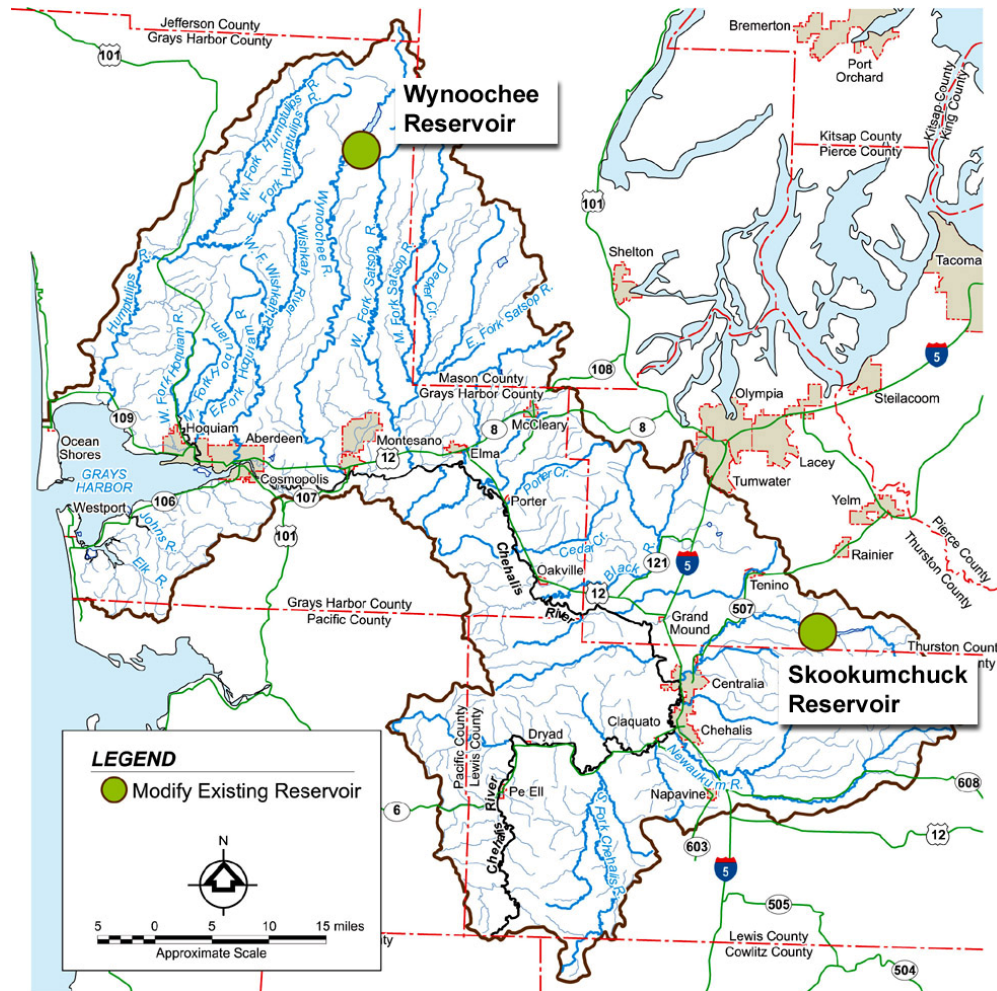 Jefferson County
Grays Harbor County
101
Bremerton
Port
Orchard
Wynoochee
Reservoir
Kitsap County
King County
Kitsap County
Pierce County
W. Fork Humptulips R.
E. Fork Humptulips R.
Wynoochee R.
Wishkah
River
W. F. Wishkah R.
W. Fork Satsop R.
M. Fork Satsop R.
Decker Cr.
E. Fork Satsop R.
Humptulips R.
101
Shelton
Tacoma
5
W. Fork Hoquiam R.
M. Fork Hoquiam
E. Fork Hoquiam R.
Mason County
Grays Harbor County
108
Olympia
Steilacoom
109
Hoquiam
Aberdeen
Montesano
12
8
McCleary
8
Ocean
Shores
Elma
Lacey
Cosmopolis
Tumwater
GRAYS
HARBOR
106
107
Porter Cr.
Porter
Yelm
Westport
101
Johns R.
Elk R.
Chehalis
River
Cedar Cr.
Oakville
Black R.
121
5
12
Rainier
Pierce County
Thurston County
Tenino
507
Grays Harbor County
Pacific County
Grand
Mound
Thurston County
Skookumchuck
Reservoir
Centralia
Claquato
Chehalis
Pacific County
Lewis County
Dryad
Newaukum R.
Napavine
Pe Ell
6
Chehalis River
So. Fork Chehalis R.
608
12
603
5
505
Lewis County
Cowlitz County
504
LEGEND
Modify Existing Reservoir
N
5 0 5 10 15 miles
Approximate Scale